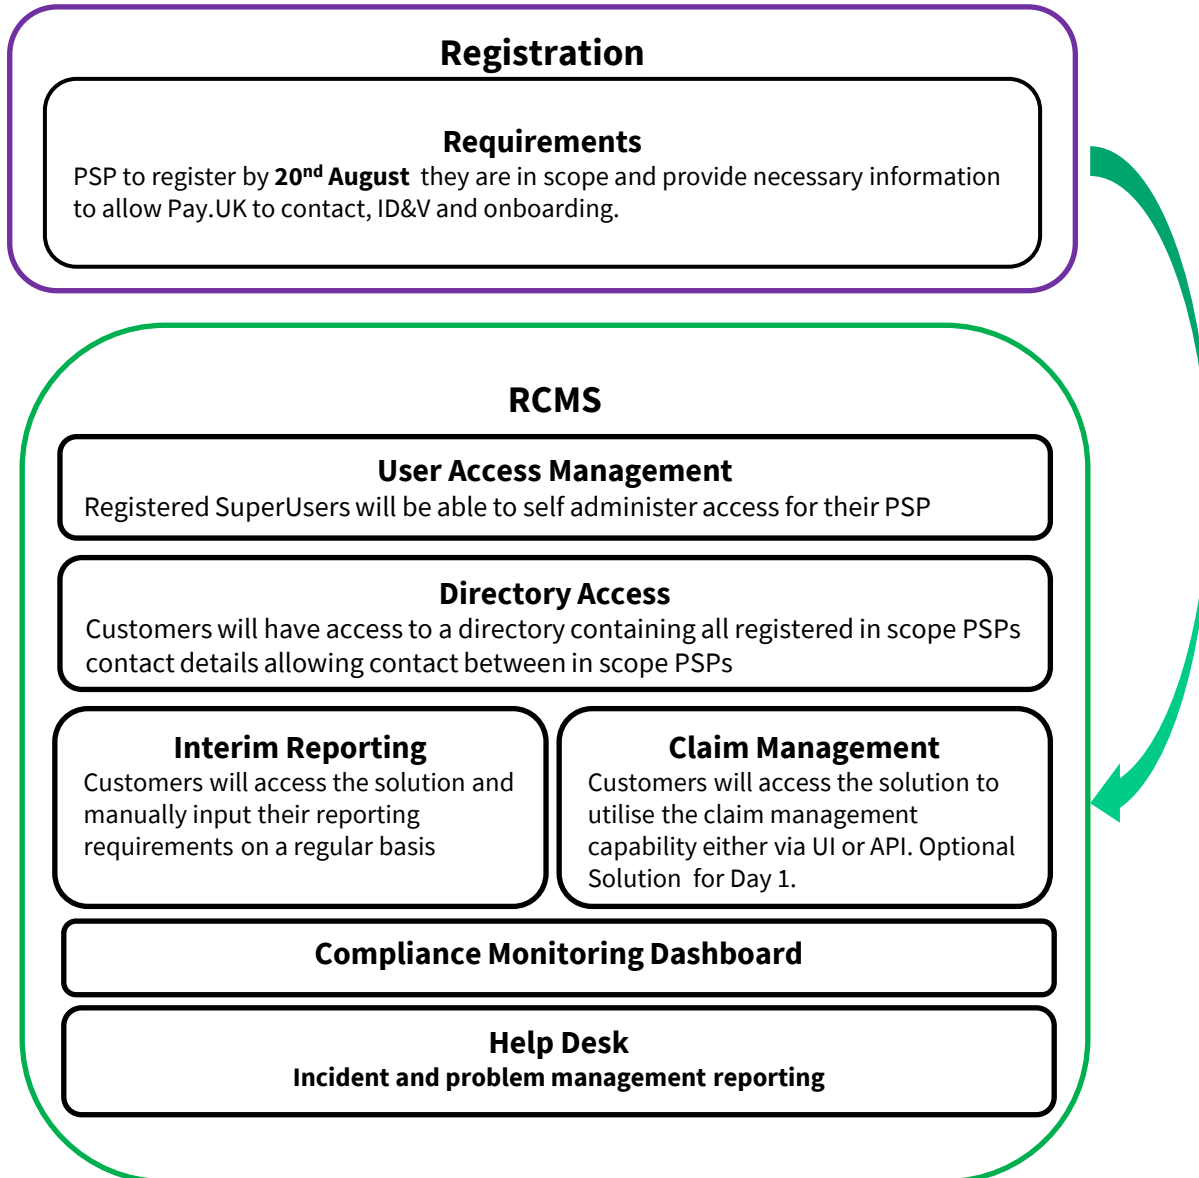 Registration
Requirements
PSP to register by 20nd August they are in scope and provide necessary information
to allow Pay.UK to contact, ID&V and onboarding.
RCMS
User Access Management
Registered SuperUsers will be able to self administer access for their PSP
Directory Access
Customers will have access to a directory containing all registered in scope PSPs
contact details allowing contact between in scope PSPs
Interim Reporting
Customers will access the solution and
manually input their reporting
requirements on a regular basis
Claim Management
Customers will access the solution to
utilise the claim management
capability either via UI or API. Optional
Solution for Day 1.
Compliance Monitoring Dashboard
Help Desk
Incident and problem management reporting